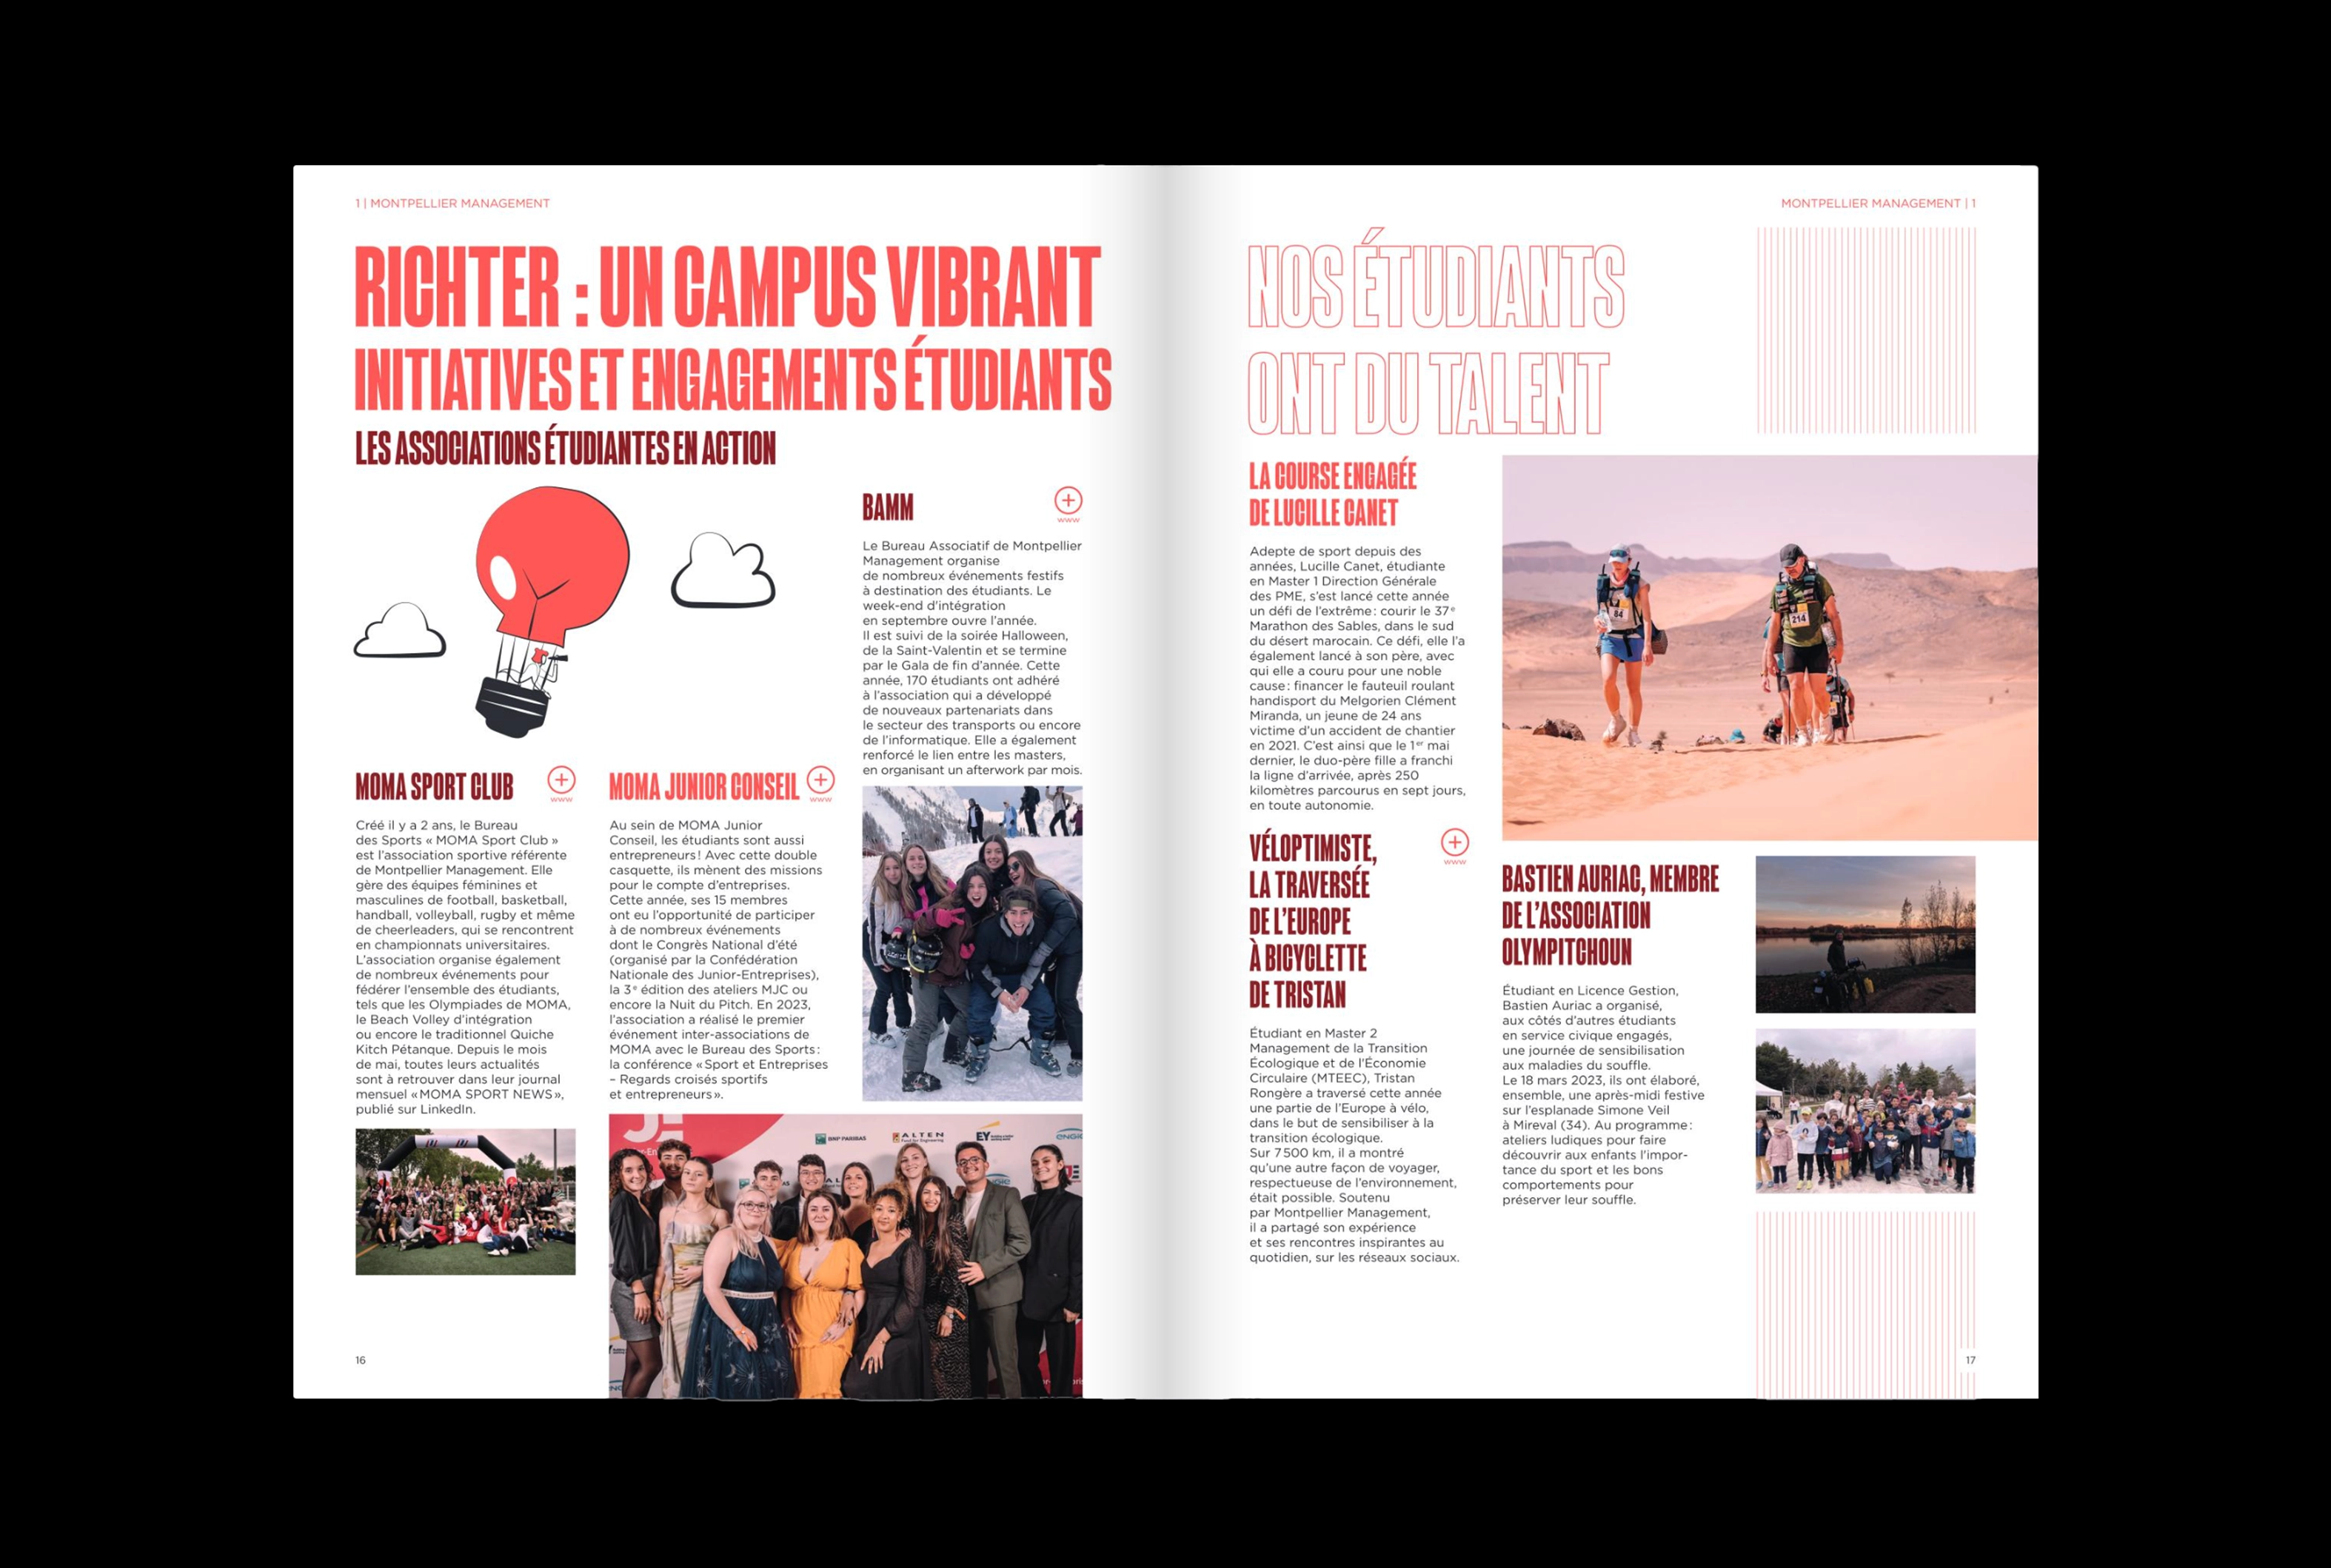 1 | MONTPELLIER MANAGEMENT
RICHTER : UN CAMPUS VIBRANT
INITIATIVES ET ENGAGEMENTS ÉTUDIANTS
LES ASSOCIATIONS ÉTUDIANTES EN ACTION
MOMA SPORT CLUB
www
Créé il y a 2 ans, le Bureau
des Sports « MOMA Sport Club »
est l'association sportive référente
de Montpellier Management. Elle
gère des équipes féminines et
masculines de football, basketball,
handball, volleyball, rugby et même
de cheerleaders, qui se rencontrent
en championnats universitaires.
L'association organise également
de nombreux événements pour
fédérer l'ensemble des étudiants,
tels que les Olympiades de MOMA,
le Beach Volley d'intégration
ou encore le traditionnel Quiche
Kitch Pétanque. Depuis le mois
de mai, toutes leurs actualités
sont à retrouver dans leur journal
mensuel «MOMA SPORT NEWS»,
publié sur LinkedIn.
MOMA JUNIOR CONSEIL
www
Au sein de MOMA Junior
Conseil, les étudiants sont aussi
entrepreneurs! Avec cette double
casquette, ils mènent des missions
pour le compte d'entreprises.
Cette année, ses 15 membres
ont eu l'opportunité de participer
à de nombreux événements
dont le Congrès National d'été
(organisé par la Confédération
Nationale des Junior-Entreprises),
la 3e édition des ateliers MJC ou
encore la Nuit du Pitch. En 2023,
l'association a réalisé le premier
événement inter-associations de
MOMA avec le Bureau des Sports:
la conférence «Sport et Entreprises
– Regards croisés sportifs
et entrepreneurs».
BAMM
www
Le Bureau Associatif de Montpellier
Management organise
de nombreux événements festifs
à destination des étudiants. Le
week-end d'intégration
en septembre ouvre l'année.
Il est suivi de la soirée Halloween,
de la Saint-Valentin et se termine
par le Gala de fin d'année. Cette
année, 170 étudiants ont adhéré
à l'association qui a développé
de nouveaux partenariats dans
le secteur des transports ou encore
de l'informatique. Elle a également
renforcé le lien entre les masters,
en organisant un afterwork par mois.
BNP PARIBAS
ALTEN
EY
ENGIE
16
MONTPELLIER MANAGEMENT | 1
NOS ÉTUDIANTS
ONT DU TALENT
LA COURSE ENGAGÉE
DE LUCILLE CANET
Adepte de sport depuis des
années, Lucille Canet, étudiante
en Master 1 Direction Générale
des PME, s'est lancé cette année
un défi de l'extrême: courir le 37e
Marathon des Sables, dans le sud
du désert marocain. Ce défi, elle l'a
également lancé à son père, avec
qui elle a couru pour une noble
cause: financer le fauteuil roulant
handisport du Melgorien Clément
Miranda, un jeune de 24 ans
victime d'un accident de chantier
en 2021. C'est ainsi que le 1er mai
dernier, le duo-père fille a franchi
la ligne d'arrivée, après 250
kilomètres parcourus en sept jours,
en toute autonomie.
84
214
VÉLOPTIMISTE,
LA TRAVERSÉE
DE L'EUROPE
À BICYCLETTE
DE TRISTAN
www
Étudiant en Master 2
Management de la Transition
Écologique et de l'Économie
Circulaire (MTEEC), Tristan
Rongère a traversé cette année
une partie de l'Europe à vélo,
dans le but de sensibiliser à la
transition écologique.
Sur 7500 km, il a montré
qu'une autre façon de voyager,
respectueuse de l'environnement,
était possible. Soutenu
par Montpellier Management,
il a partagé son expérience
et ses rencontres inspirantes au
quotidien, sur les réseaux sociaux.
BASTIEN AURIAC, MEMBRE
DE L'ASSOCIATION
OLYMPITCHOUN
Étudiant en Licence Gestion,
Bastien Auriac a organisé,
aux côtés d'autres étudiants
en service civique engagés,
une journée de sensibilisation
aux maladies du souffle.
Le 18 mars 2023, ils ont élaboré,
ensemble, une après-midi festive
sur l'esplanade Simone Veil
à Mireval (34). Au programme:
ateliers ludiques pour faire
découvrir aux enfants l'impor-
tance du sport et les bons
comportements pour
préserver leur souffle.
17